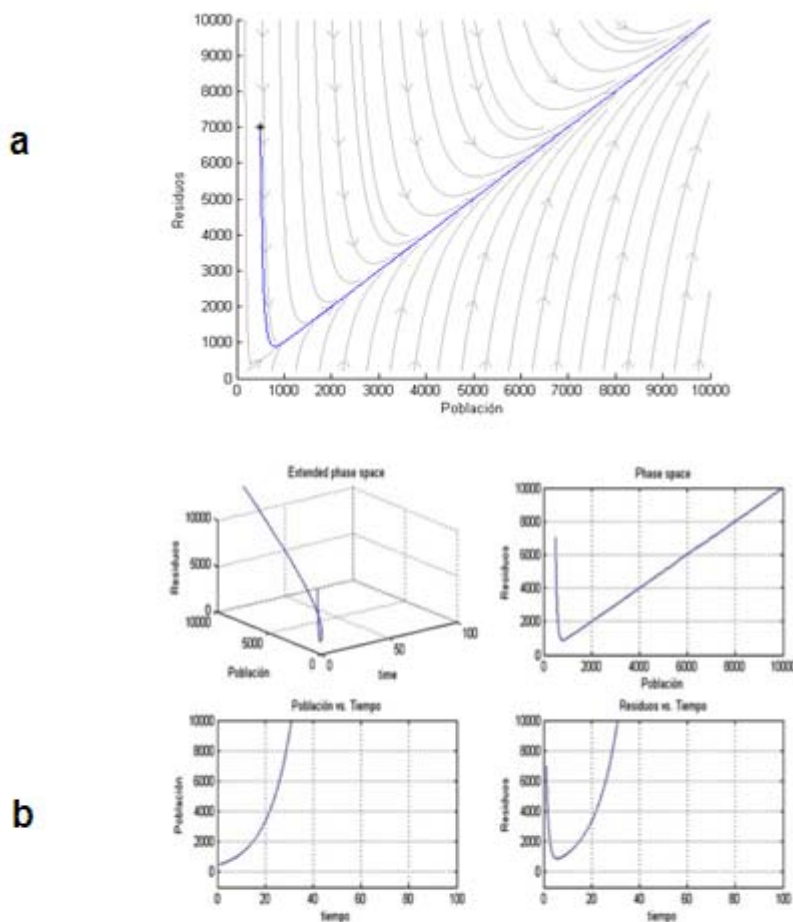 a
10000
9000
8000
7000
6000
5000
4000
3000
2000
1000
0
Residuos
0 1000 2000 3000 4000 5000 6000 7000 8000 9000 10000
Población
b
Extended phase space
10000
5000
0
Residuos
10000
5000
0
Población
0
50
100
time
Phase space
10000
8000
6000
4000
2000
0
Residuos
0 2000 4000 6000 8000 10000
Población
Población vs. Tiempo
10000
8000
6000
4000
2000
0
Población
0 20 40 60 80 100
tiempo
Residuos vs. Tiempo
10000
8000
6000
4000
2000
0
Residuos
0 20 40 60 80 100
tiempo